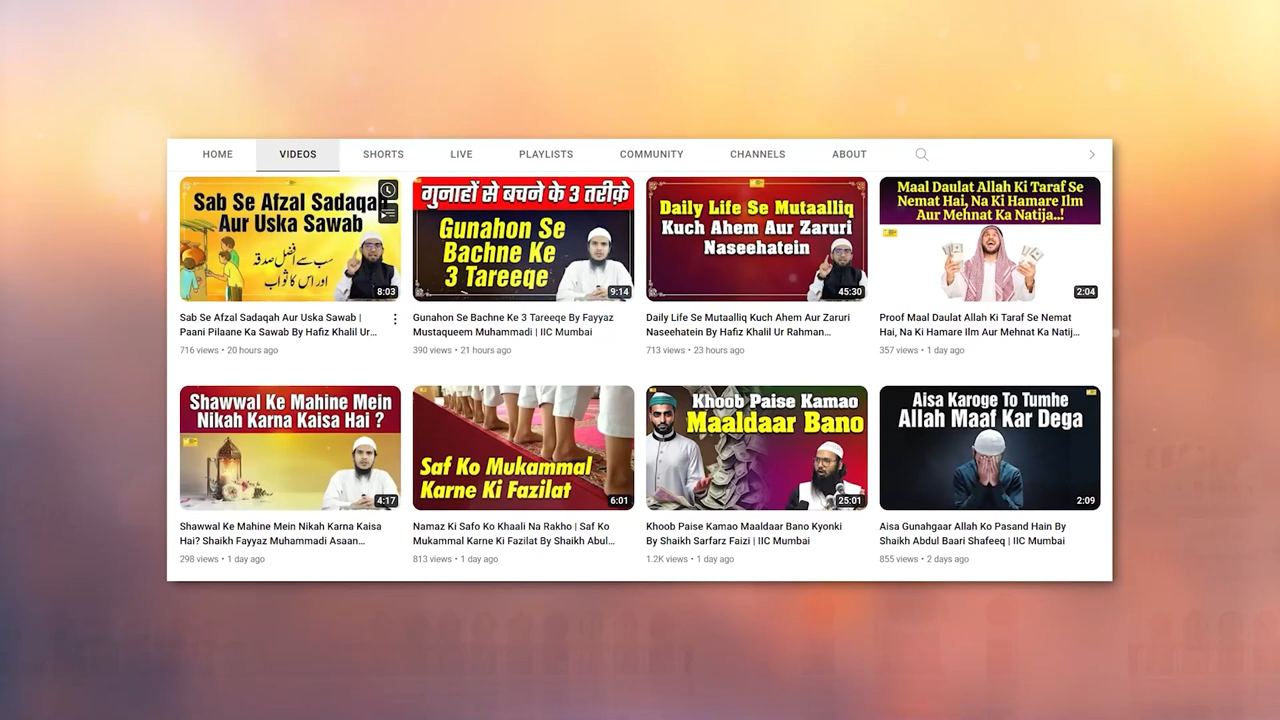 HOME VIDEOS SHORTS LIVE PLAYLISTS COMMUNITY CHANNELS ABOUT
Sab Se Afzal Sadaqah
Aur Uska Sawab
سب سے افضل صدقہ
اور اس کا ثواب
8:03
गुनाहों से बचने के 3 तरीक़े
Gunahon Se
Bachne Ke
3 Tareeqe
9:14
Daily Life Se Mutaalliq
Kuch Ahem Aur Zaruri
Naseehatein
45:30
Maal Daulat Allah Ki Taraf Se
Nemat Hai, Na Ki Hamare Ilm
Aur Mehnat Ka Natija..!
2:04
Sab Se Afzal Sadaqah Aur Uska Sawab |
Paani Pilaane Ka Sawab By Hafiz Khalil Ur...
716 views • 20 hours ago
Gunahon Se Bachne Ke 3 Tareeqe By Fayyaz
Mustaqueem Muhammadi | IIC Mumbai
390 views • 21 hours ago
Daily Life Se Mutaalliq Kuch Ahem Aur Zaruri
Naseehatein By Hafiz Khalil Ur Rahman...
713 views • 23 hours ago
Proof Maal Daulat Allah Ki Taraf Se Nemat
Hai, Na Ki Hamare Ilm Aur Mehnat Ka Natij...
357 views • 1 day ago
Shawwal Ke Mahine Mein
Nikah Karna Kaisa Hai ?
4:17
Saf Ko Mukammal
Karne Ki Fazilat
6:01
Khoob Paise Kamao
Maaldaar Bano
25:01
Aisa Karoge To Tumhe
Allah Maaf Kar Dega
2:09
Shawwal Ke Mahine Mein Nikah Karna Kaisa
Hai? Shaikh Fayyaz Muhammadi Asaan...
298 views • 1 day ago
Namaz Ki Safo Ko Khaali Na Rakho | Saf Ko
Mukammal Karne Ki Fazilat By Shaikh Abul...
813 views • 1 day ago
Khoob Paise Kamao Maaldaar Bano Kyonki
By Shaikh Sarfarz Faizi | IIC Mumbai
1.2K views • 1 day ago
Aisa Gunahgaar Allah Ko Pasand Hain By
Shaikh Abdul Baari Shafeeq | IIC Mumbai
855 views • 2 days ago